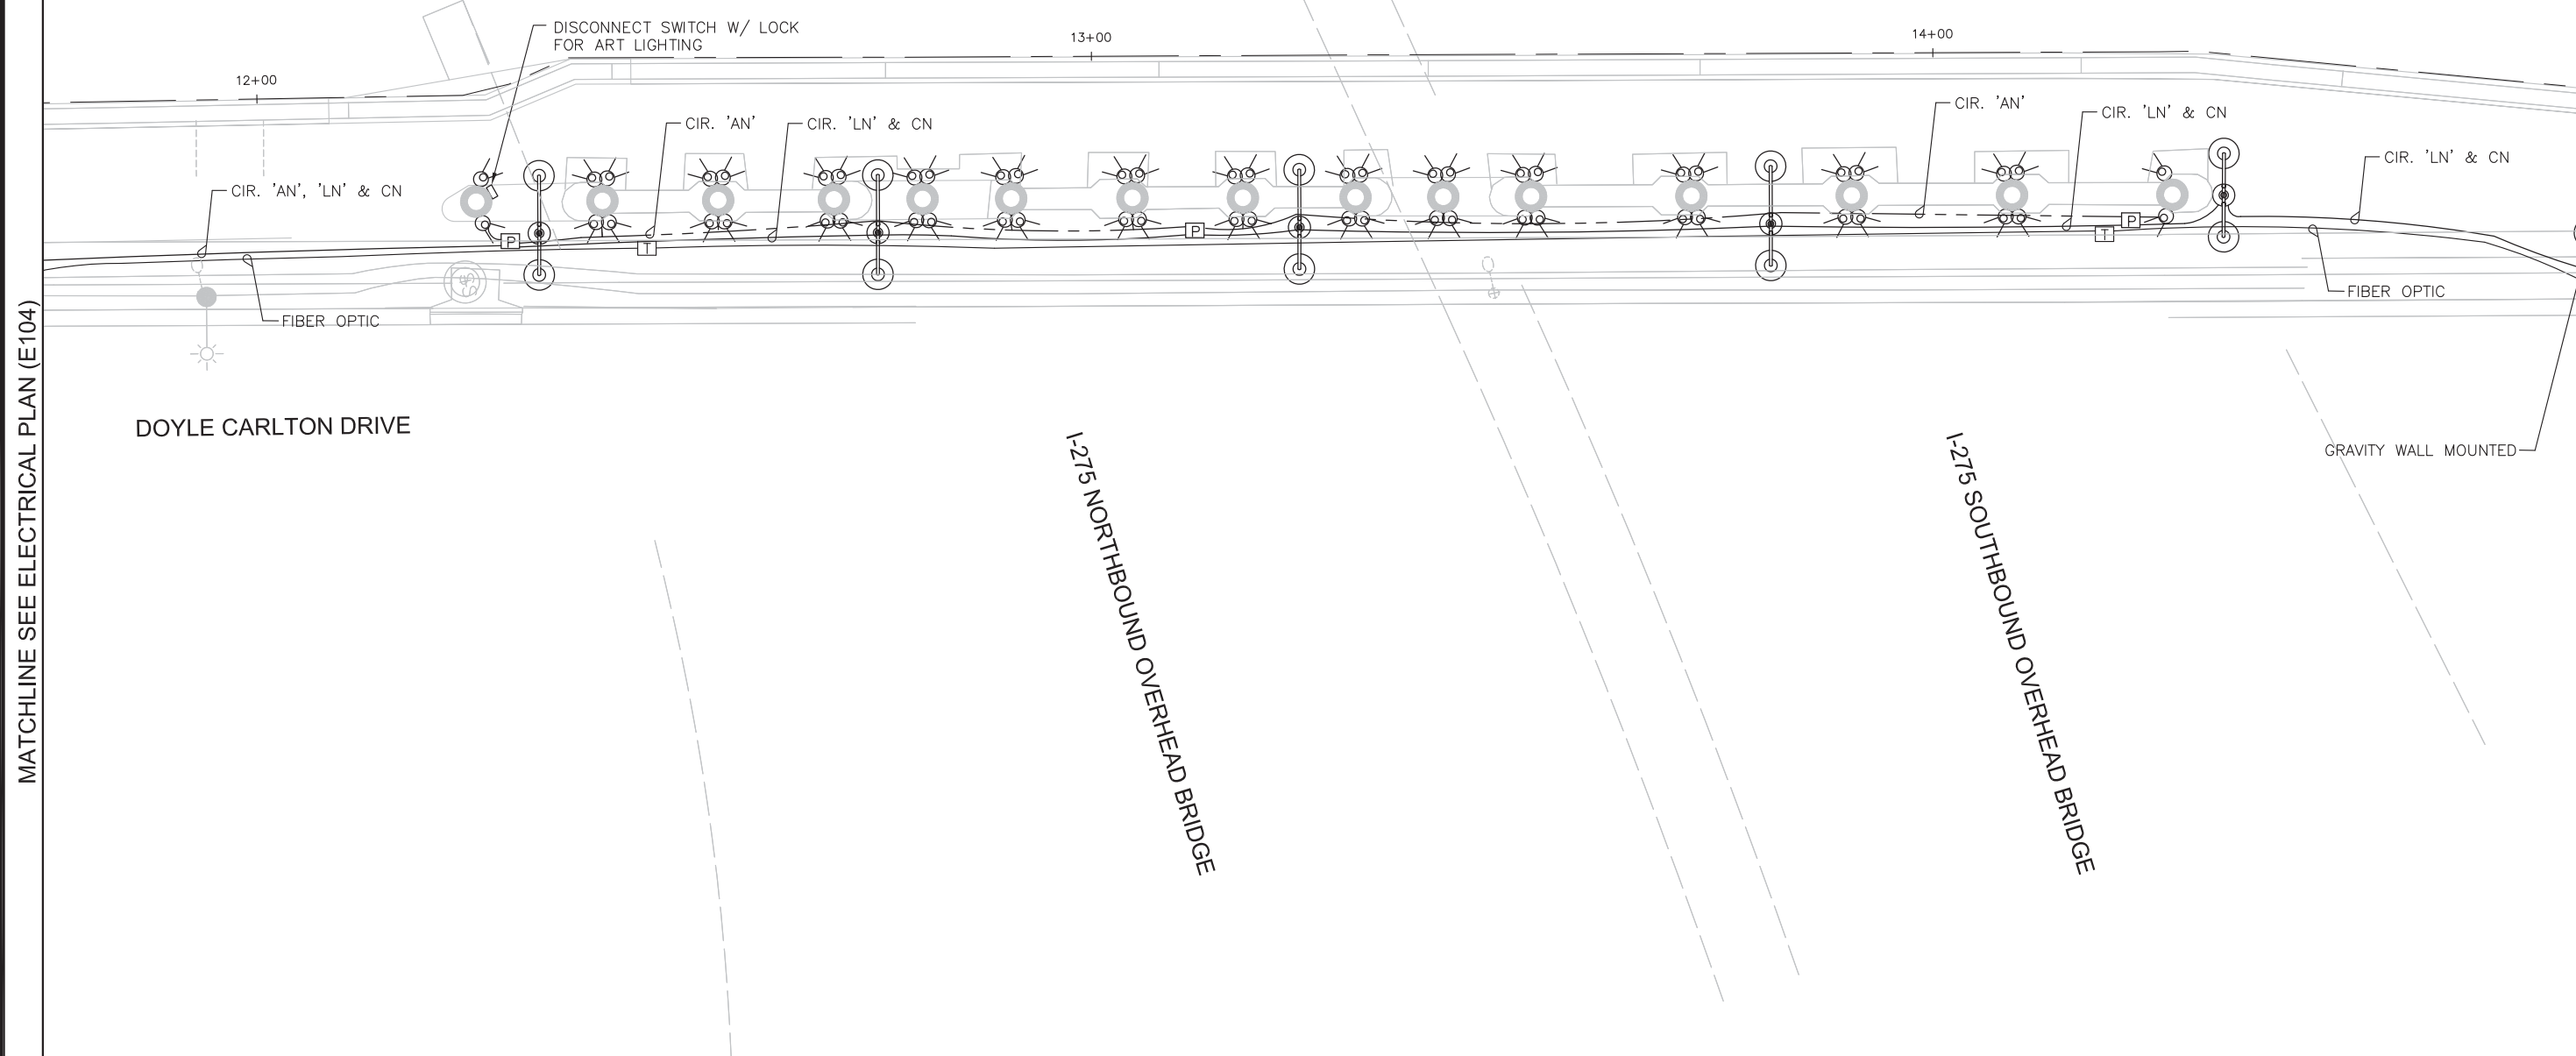 DISCONNECT SWITCH W/ LOCK
FOR ART LIGHTING
12+00
13+00
14+00
CIR. 'AN', 'LN' & CN
CIR. 'AN'
CIR. 'LN' & CN
CIR. 'AN'
CIR. 'LN' & CN
CIR. 'LN' & CN
P
T
P
P
T
S
FIBER OPTIC
FIBER OPTIC
DOYLE CARLTON DRIVE
I-275 NORTHBOUND OVERHEAD BRIDGE
I-275 SOUTHBOUND OVERHEAD BRIDGE
GRAVITY WALL MOUNTED
MATCHLINE SEE ELECTRICAL PLAN (E104)